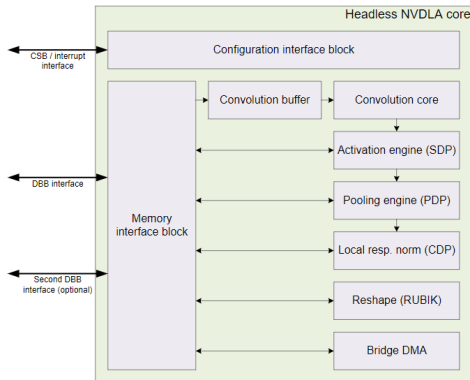 Headless NVDLA core
Configuration interface block
CSB / interrupt
interface
Convolution buffer
Convolution core
Activation engine (SDP)
DBB interface
Pooling engine (PDP)
Memory
interface block
Local resp. norm (CDP)
Second DBB
interface (optional)
Reshape (RUBIK)
Bridge DMA